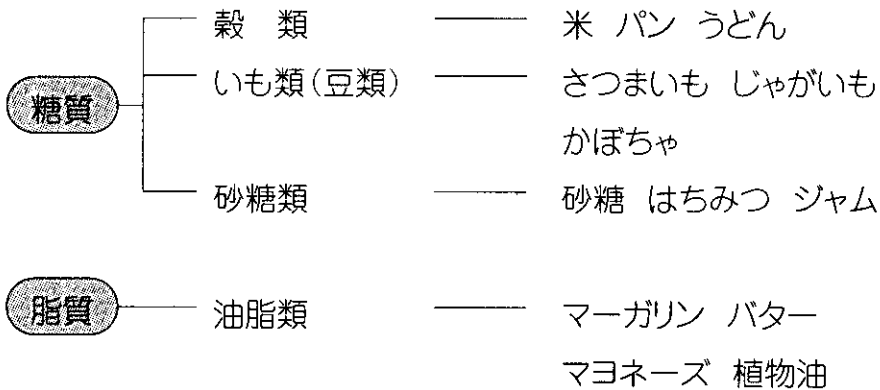 穀 類 米 パン うどん
いも類(豆類) さつまいも じゃがいも
糖質
かぼちゃ
砂糖類 砂糖 はちみつ ジャム
脂質 油脂類 マーガリン バター
マヨネーズ 植物油